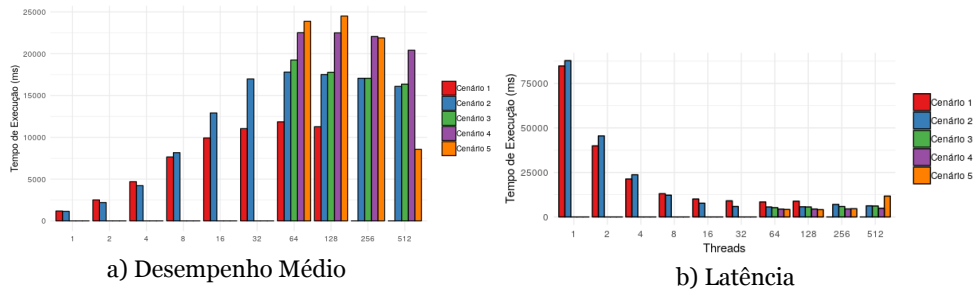 25000
20000
15000
10000
5000
0
Tempo de Execução (ms)
1 2 4 8 16 32 64 128 256 512
Cenário 1
Cenário 2
Cenário 3
Cenário 4
Cenário 5
a) Desempenho Médio
75000
50000
25000
0
Tempo de Execução (ms)
1 2 4 8 16 32 64 128 256 512
Threads
Cenário 1
Cenário 2
Cenário 3
Cenário 4
Cenário 5
b) Latência